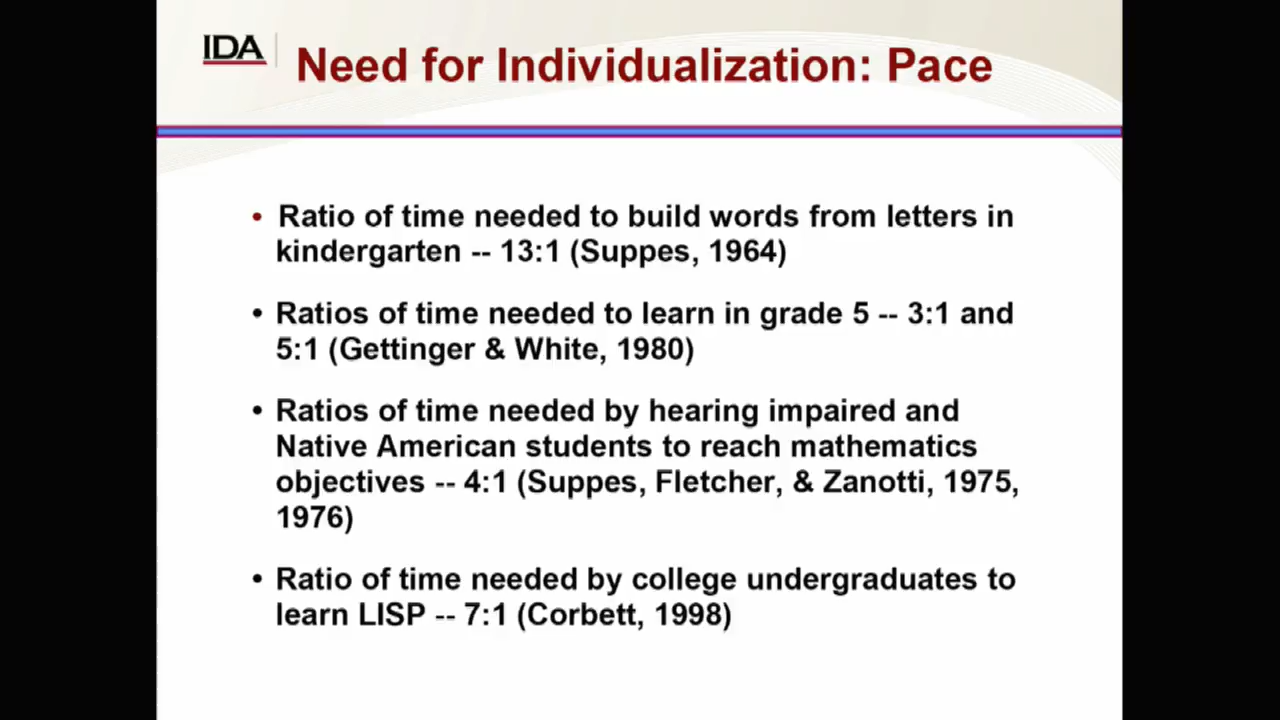 IDA
Need for Individualization: Pace
• Ratio of time needed to build words from letters in
kindergarten -- 13:1 (Suppes, 1964)
• Ratios of time needed to learn in grade 5 -- 3:1 and
5:1 (Gettinger & White, 1980)
• Ratios of time needed by hearing impaired and
Native American students to reach mathematics
objectives -- 4:1 (Suppes, Fletcher, & Zanotti, 1975,
1976)
• Ratio of time needed by college undergraduates to
learn LISP -- 7:1 (Corbett, 1998)